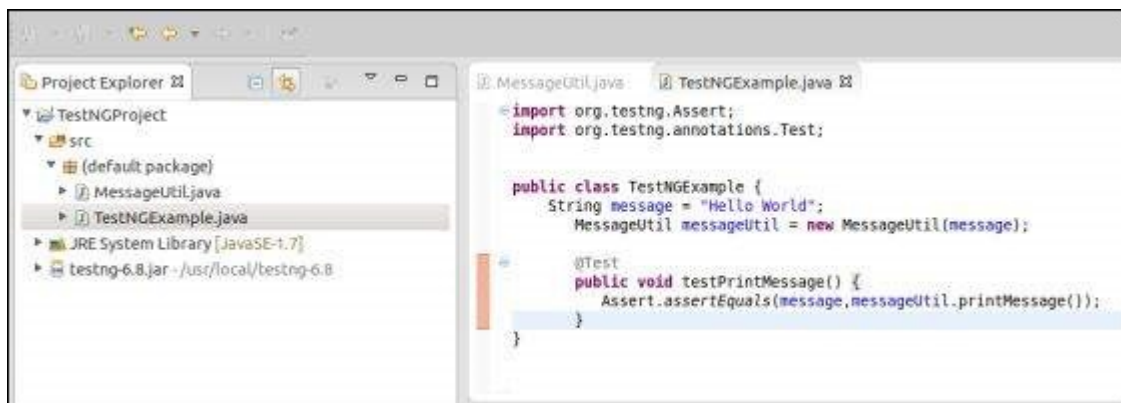 Project Explorer
TestNGProject
src
(default package)
MessageUtil.java
TestNGExample.java
JRE System Library [JavaSE-1.7]
testng-6.8.jar - /usr/local/testng-6.8
MessageUtil.java
TestNGExample.java
import org.testng.Assert;
import org.testng.annotations.Test;
public class TestNGExample {
String message = "Hello World";
MessageUtil messageUtil = new MessageUtil(message);
@Test
public void testPrintMessage() {
Assert.assertEquals(message,messageUtil.printMessage());
}
}